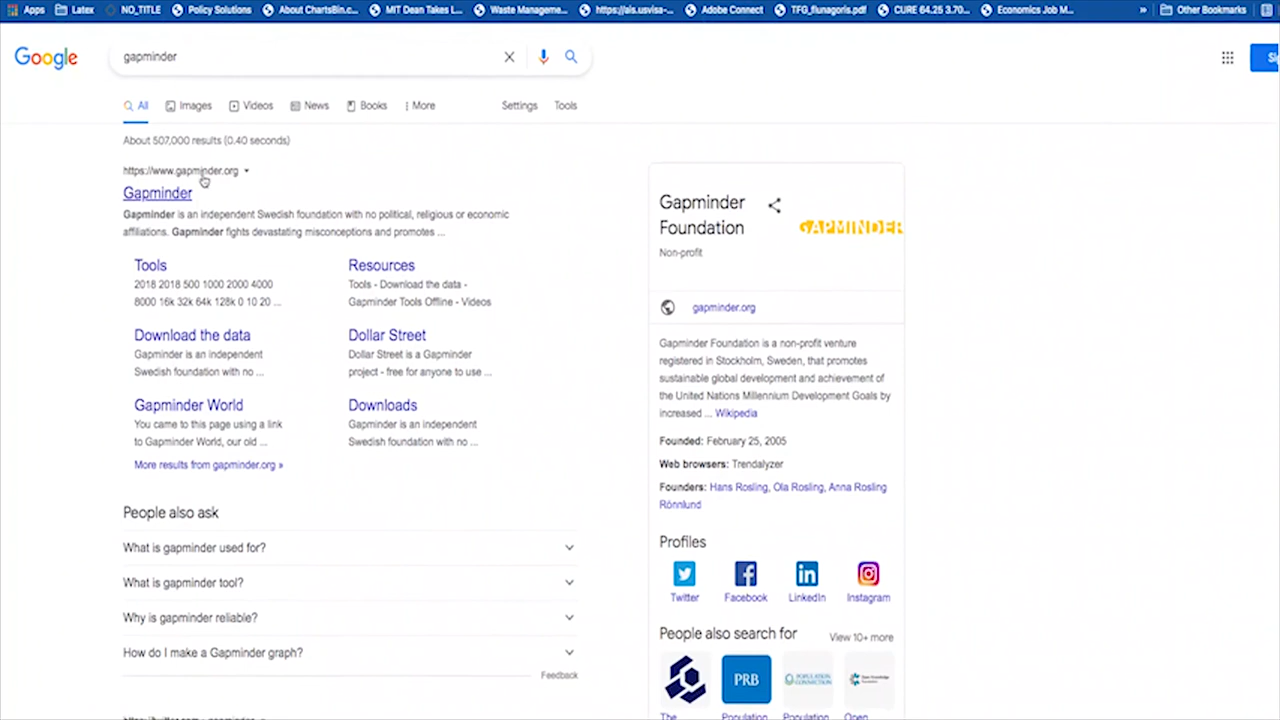 Apps Latex NO_TITLE Policy Solutions About ChartsBin.c... MIT Dean Takes L... Waste Manageme... https://ais.usvisa-... Adobe Connect TFG_flunagoris.pdf CURE 64.25 3.70... Economics Job M... » Other Bookmarks
Google gapminder
All Images Videos News Books More Settings Tools
About 507,000 results (0.40 seconds)
https://www.gapminder.org
Gapminder
Gapminder is an independent Swedish foundation with no political, religious or economic
affiliations. Gapminder fights devastating misconceptions and promotes ...
Tools
2018 2018 500 1000 2000 4000
8000 16k 32k 64k 128k 0 10 20 ...
Resources
Tools - Download the data -
Gapminder Tools Offline - Videos
Download the data
Gapminder is an independent
Swedish foundation with no ...
Dollar Street
Dollar Street is a Gapminder
project - free for anyone to use ...
Gapminder World
You came to this page using a link
to Gapminder World, our old ...
Downloads
Gapminder is an independent
Swedish foundation with no ...
More results from gapminder.org »
People also ask
What is gapminder used for?
What is gapminder tool?
Why is gapminder reliable?
How do I make a Gapminder graph?
Feedback
Gapminder
Foundation
GAPMINDER
Non-profit
gapminder.org
Gapminder Foundation is a non-profit venture
registered in Stockholm, Sweden, that promotes
sustainable global development and achievement of
the United Nations Millennium Development Goals by
increased ... Wikipedia
Founded: February 25, 2005
Web browsers: Trendalyzer
Founders: Hans Rosling, Ola Rosling, Anna Rosling
Rönnlund
Profiles
Twitter Facebook LinkedIn Instagram
People also search for View 10+ more
PRB POPULATION CONNECTION
The Population Population Open